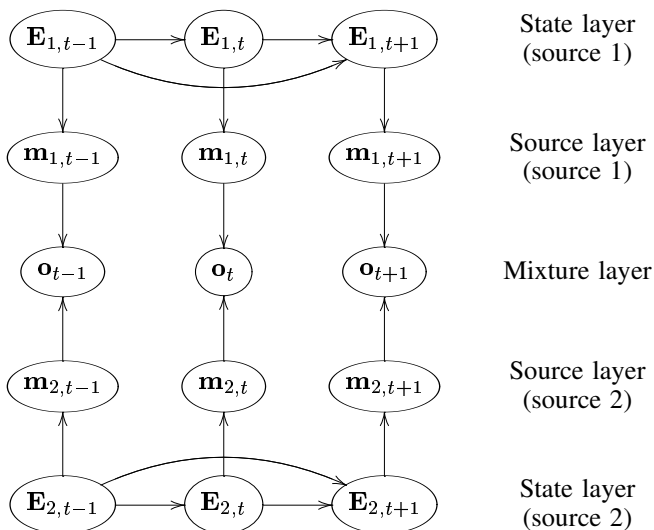 E1,t−1 E1,t E1,t+1 State layer
(source 1)
m1,t−1 m1,t m1,t+1 Source layer
(source 1)
ot−1 ot ot+1 Mixture layer
m2,t−1 m2,t m2,t+1 Source layer
(source 2)
E2,t−1 E2,t E2,t+1 State layer
(source 2)